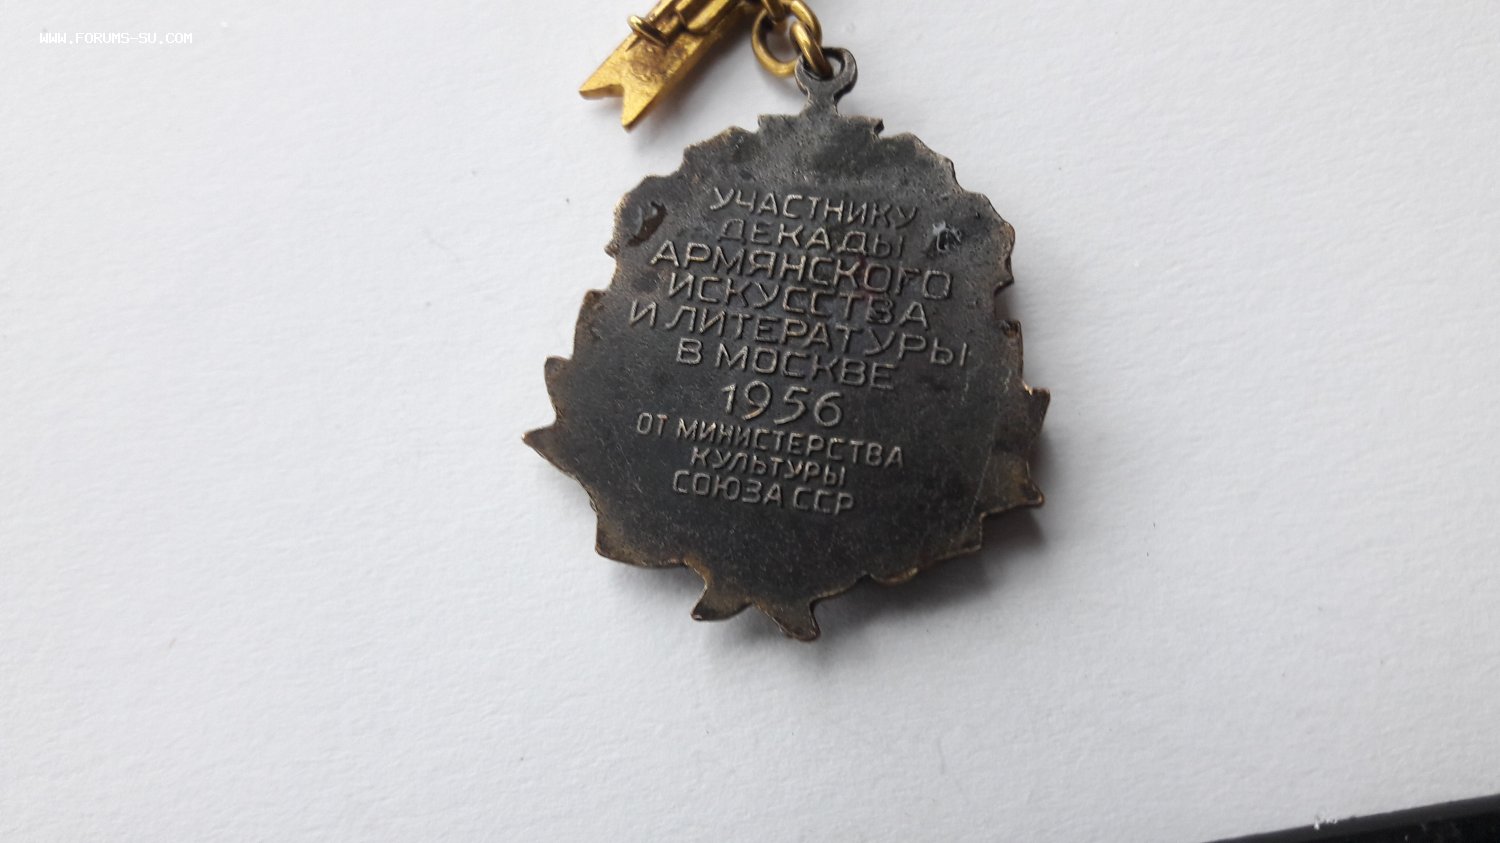 WWW.FORUMS-SU.COM
УЧАСТНИКУ
ДЕКАДЫ
АРМЯНСКОГО
ИСКУССТВА
И ЛИТЕРАТУРЫ
В МОСКВЕ
1956
ОТ МИНИСТЕРСТВА
КУЛЬТУРЫ
СОЮЗА ССР